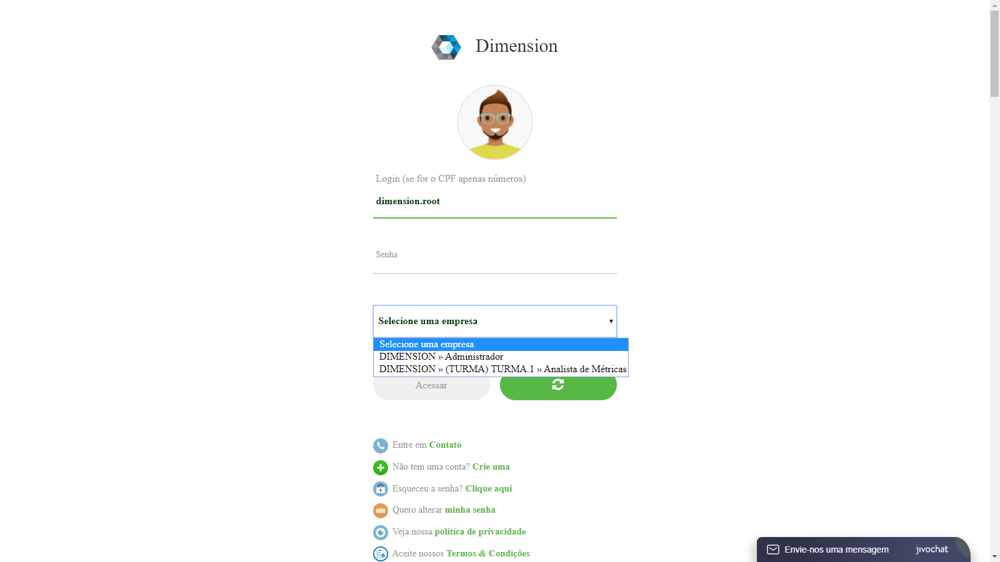 Dimension
Login (se for o CPF apenas números)
dimension.root
Senha
Selecione uma empresa
Selecione uma empresa
DIMENSION » Administrador
DIMENSION » (TURMA) TURMA.1 » Analista de Métricas
Acessar
Entre em Contato
Não tem uma conta? Crie uma
Esqueceu a senha? Clique aqui
Quero alterar minha senha
Veja nossa política de privacidade
Aceite nossos Termos & Condições
Envie-nos uma mensagem jivochat